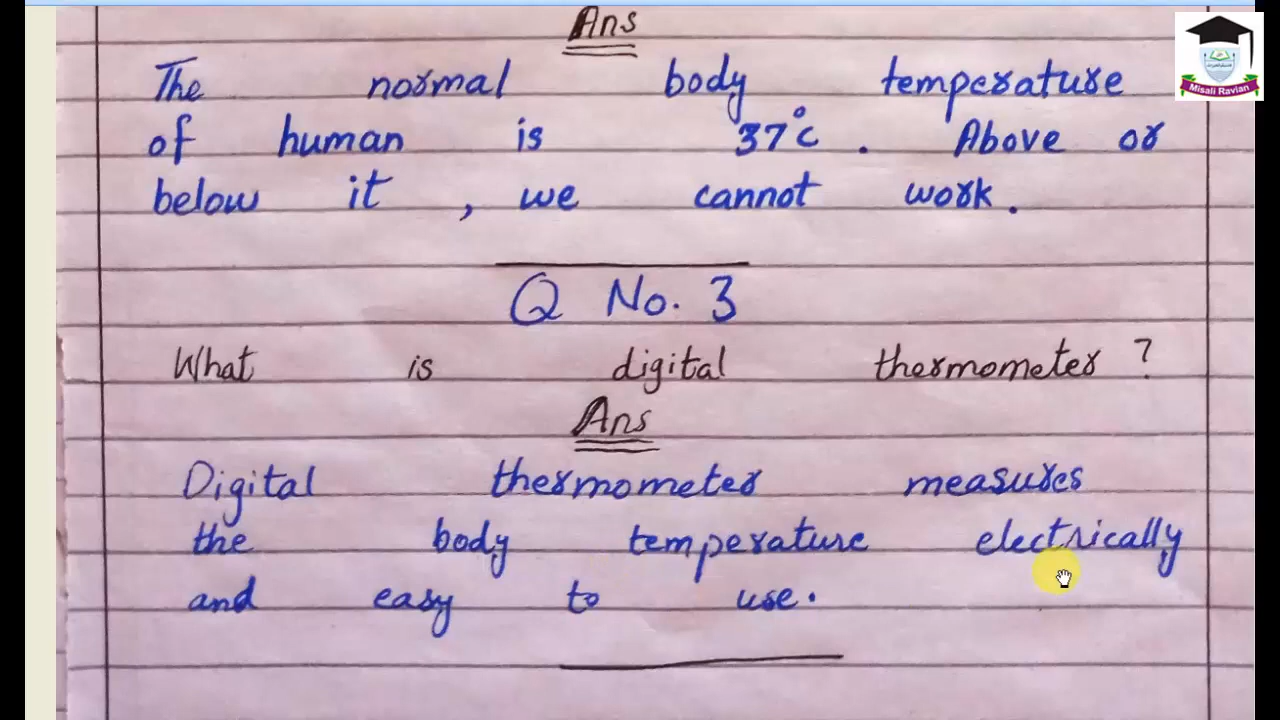 Ans
The normal body temperature
of human is 37°c. Above or
below it, we cannot work.
Q No. 3
What is digital thermometer?
Ans
Digital thermometer measures
the body temperature electrically
and easy to use.
Misali Ravian